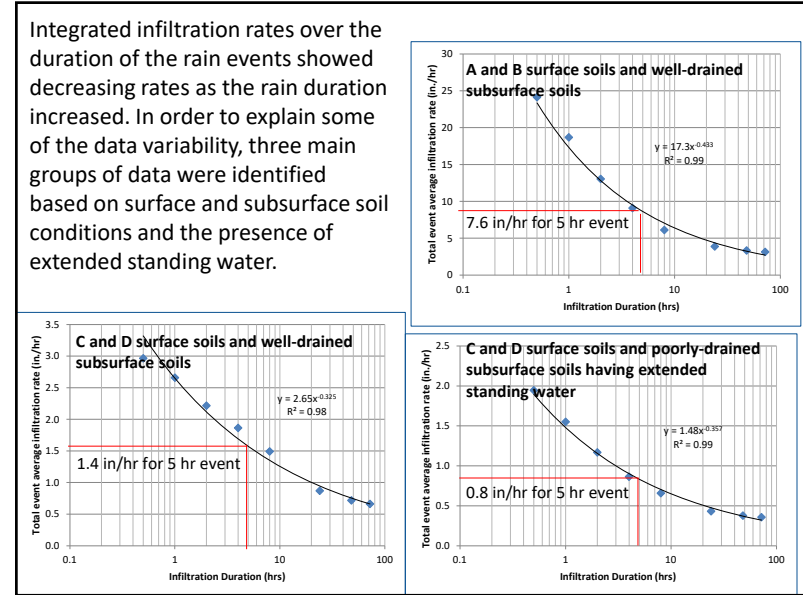 Integrated infiltration rates over the
duration of the rain events showed
decreasing rates as the rain duration
increased. In order to explain some
of the data variability, three main
groups of data were identified
based on surface and subsurface soil
conditions and the presence of
extended standing water.
A and B surface soils and well-drained
subsurface soils
y = 17.3x-0.433
R² = 0.99
7.6 in/hr for 5 hr event
Total event average infiltration rate (in./hr)
30
25
20
15
10
5
0
0.1 1 10 100
Infiltration Duration (hrs)
C and D surface soils and well-drained
subsurface soils
y = 2.65x-0.325
R² = 0.98
1.4 in/hr for 5 hr event
Total event average infiltration rate (in./hr)
3.5
3.0
2.5
2.0
1.5
1.0
0.5
0.0
0.1 1 10 100
Infiltration Duration (hrs)
C and D surface soils and poorly-drained
subsurface soils having extended
standing water
y = 1.48x-0.357
R² = 0.99
0.8 in/hr for 5 hr event
Total event average infiltration rate (in./hr)
2.5
2.0
1.5
1.0
0.5
0.0
0.1 1 10 100
Infiltration Duration (hrs)